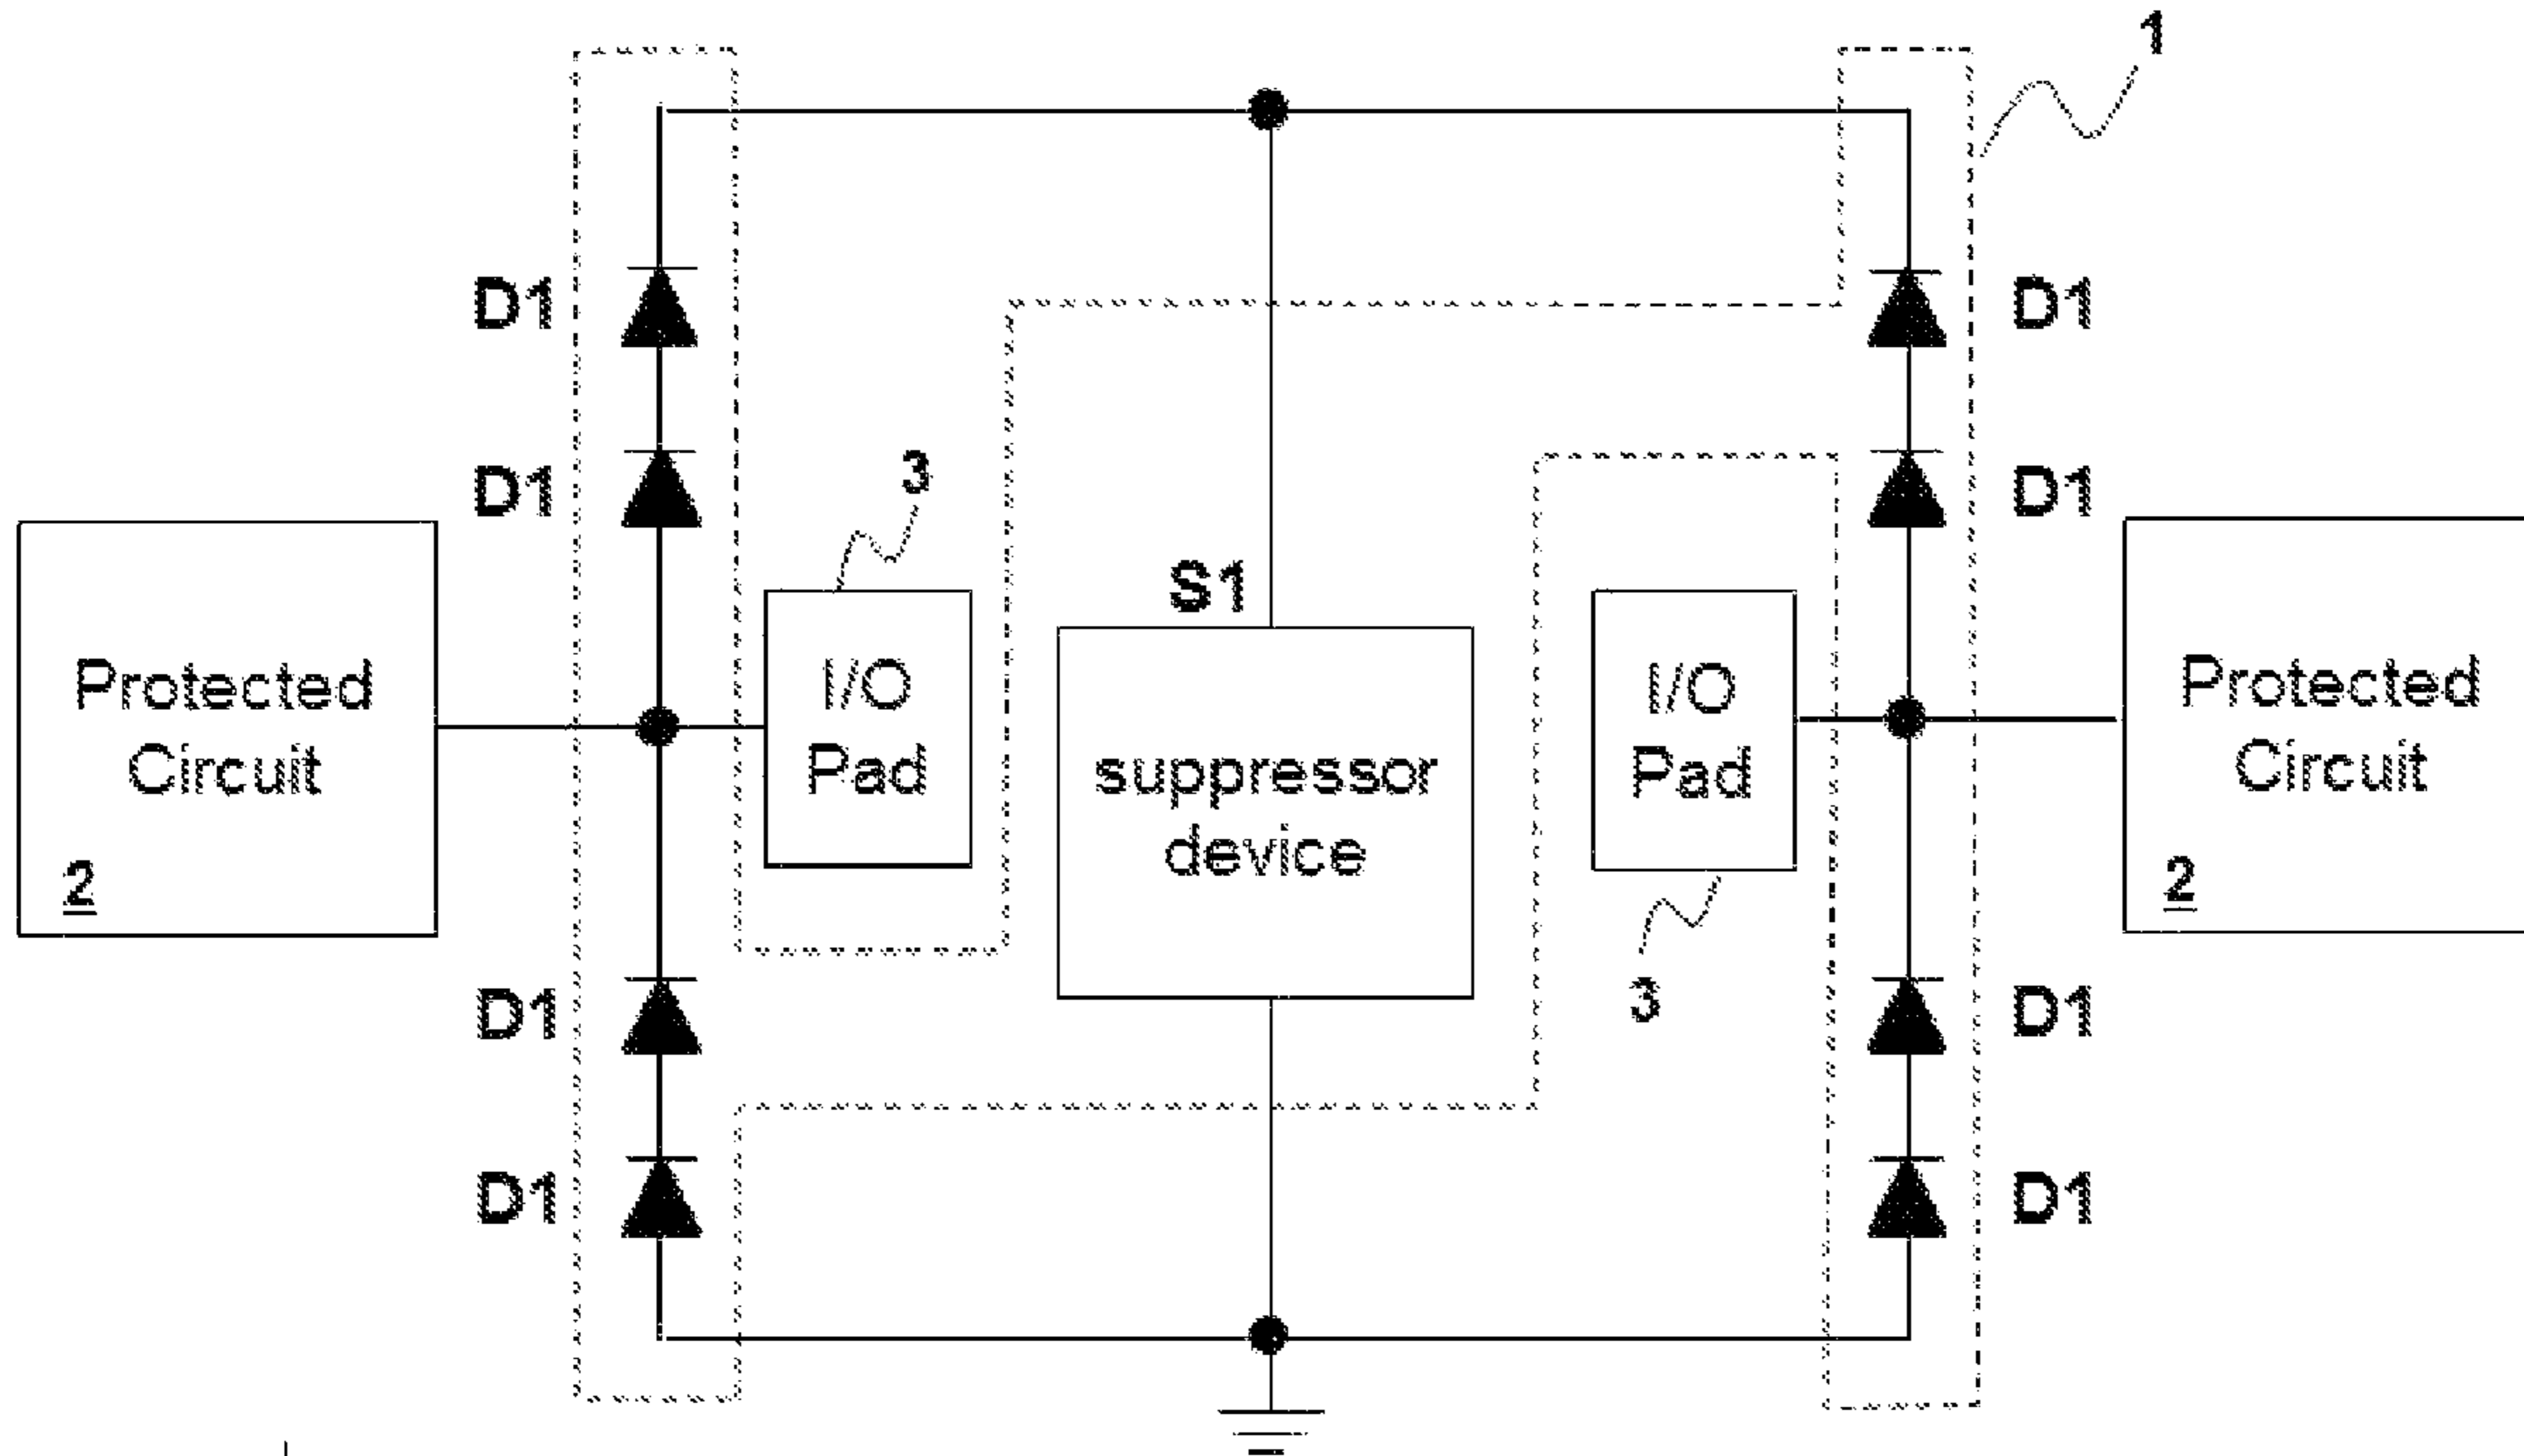 1
D1
D1
D1
D1
3
S1
Protected
Circuit
2
I/O
Pad
suppressor
device
I/O
Pad
Protected
Circuit
2
3
D1
D1
D1
D1